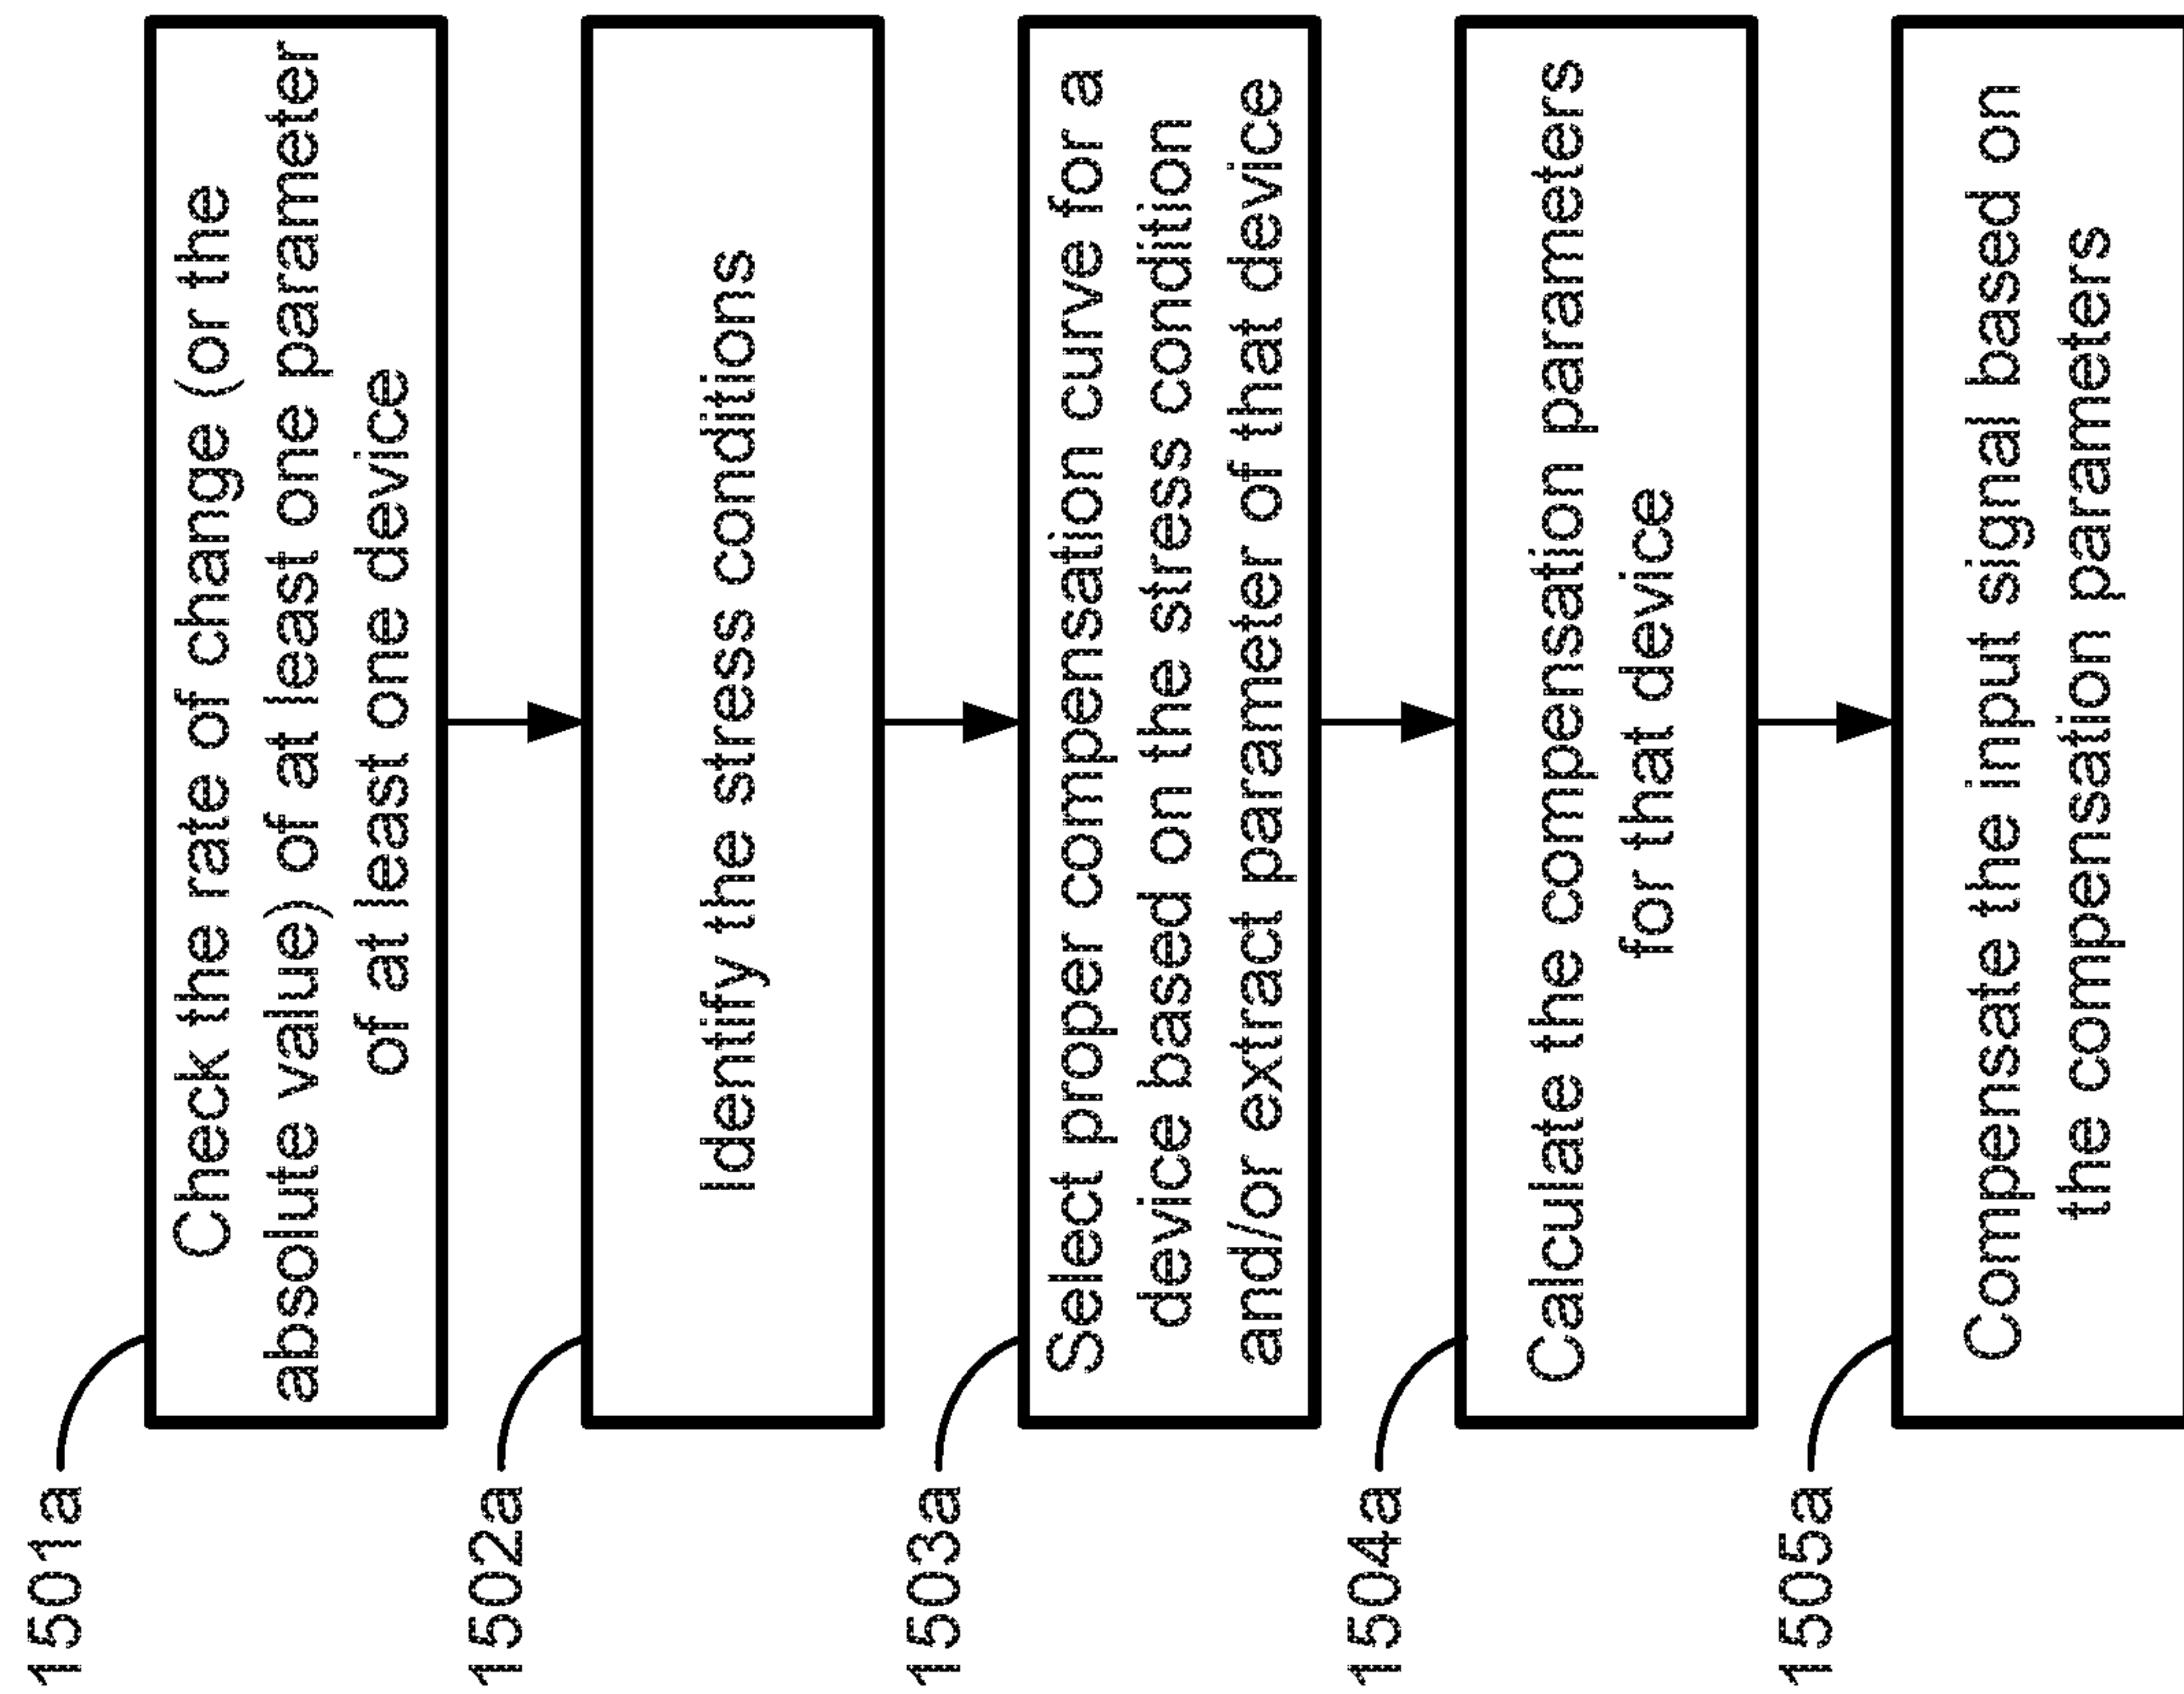 1501a
Check the rate of change (or the
absolute value) of at least one parameter
of at least one device
1502a
Identify the stress conditions
1503a
Select proper compensation curve for a
device based on the stress condition
and/or extract parameter of that device
1504a
Calculate the compensation parameters
for that device
1505a
Compensate the input signal based on
the compensation parameters